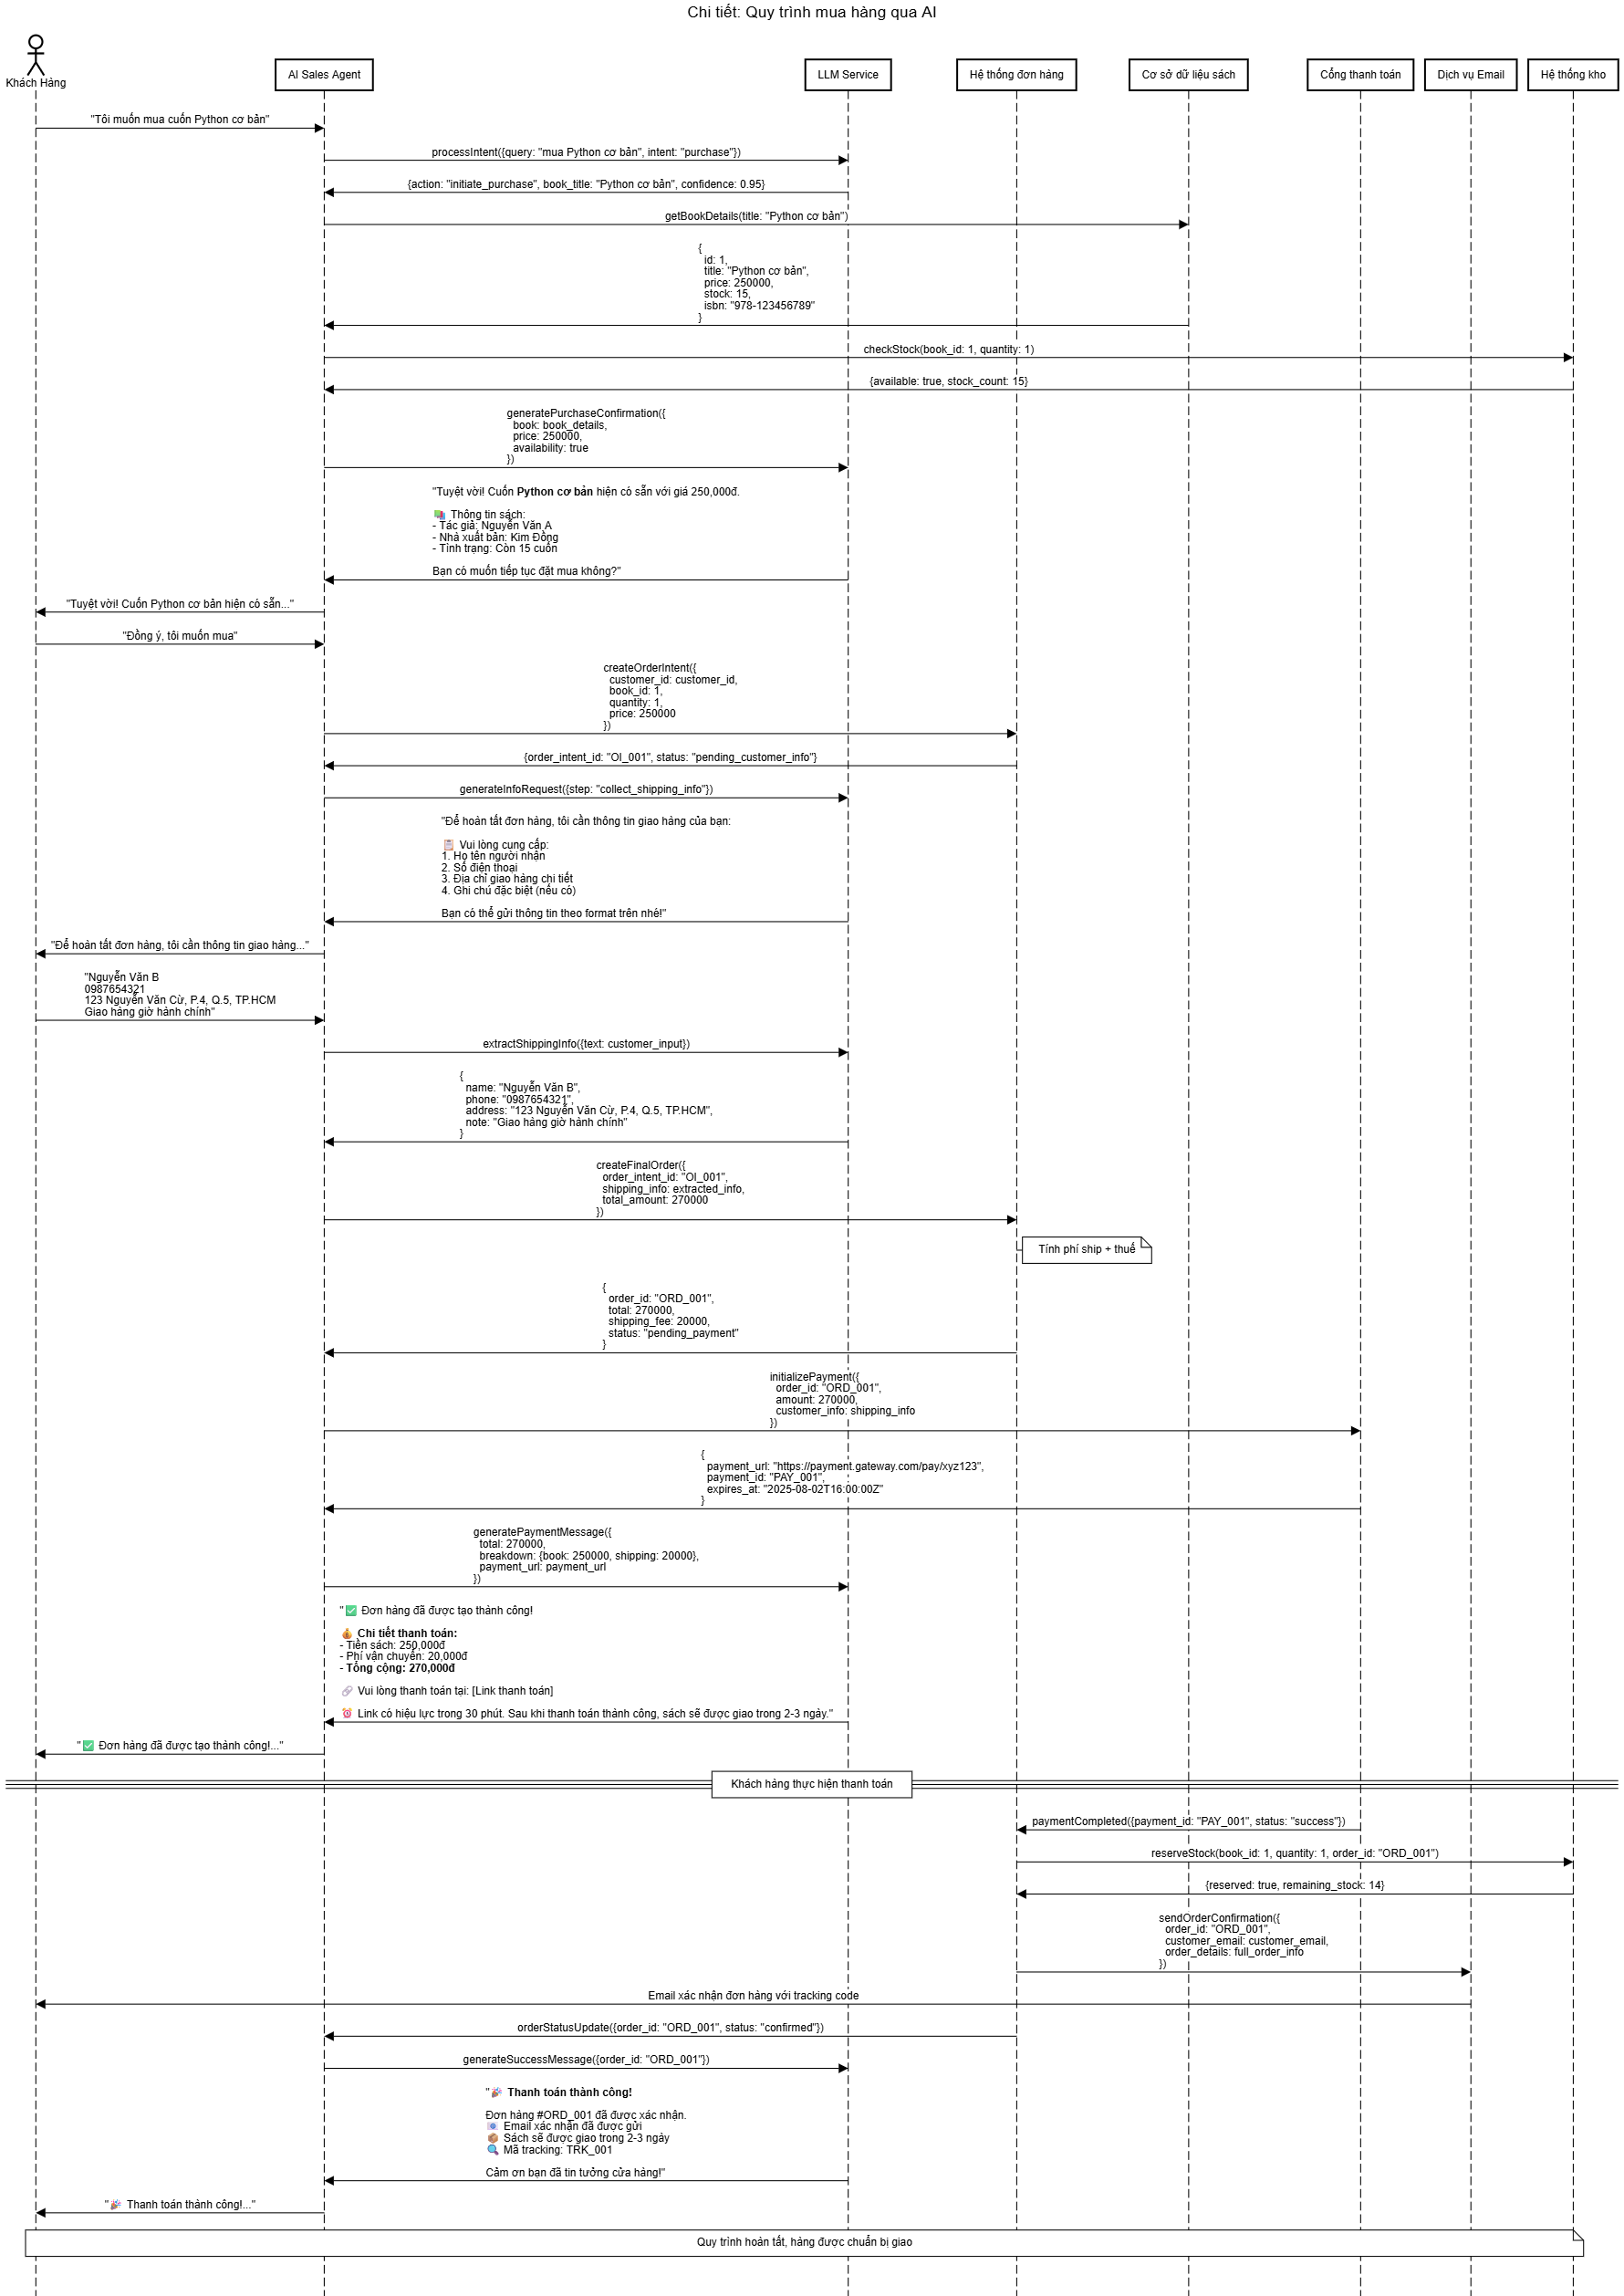 Chi tiết: Quy trình mua hàng qua AI
Khách Hàng
AI Sales Agent
LLM Service
Hệ thống đơn hàng
Cơ sở dữ liệu sách
Cổng thanh toán
Dịch vụ Email
Hệ thống kho
"Tôi muốn mua cuốn Python cơ bản"
processIntent({query: "mua Python cơ bản", intent: "purchase"})
{action: "initiate_purchase", book_title: "Python cơ bản", confidence: 0.95}
getBookDetails(title: "Python cơ bản")
{
id: 1,
title: "Python cơ bản",
price: 250000,
stock: 15,
isbn: "978-123456789"
}
checkStock(book_id: 1, quantity: 1)
{available: true, stock_count: 15}
generatePurchaseConfirmation({
book: book_details,
price: 250000,
availability: true
})
"Tuyệt vời! Cuốn Python cơ bản hiện có sẵn với giá 250,000đ.
📚 Thông tin sách:
- Tác giả: Nguyễn Văn A
- Nhà xuất bản: Kim Đồng
- Tình trạng: Còn 15 cuốn
Bạn có muốn tiếp tục đặt mua không?"
"Tuyệt vời! Cuốn Python cơ bản hiện có sẵn..."
"Đồng ý, tôi muốn mua"
createOrderIntent({
customer_id: customer_id,
book_id: 1,
quantity: 1,
price: 250000
})
{order_intent_id: "OI_001", status: "pending_customer_info"}
generateInfoRequest({step: "collect_shipping_info"})
"Để hoàn tất đơn hàng, tôi cần thông tin giao hàng của bạn:
📋 Vui lòng cung cấp:
1. Họ tên người nhận
2. Số điện thoại
3. Địa chỉ giao hàng chi tiết
4. Ghi chú đặc biệt (nếu có)
Bạn có thể gửi thông tin theo format trên nhé!"
"Để hoàn tất đơn hàng, tôi cần thông tin giao hàng..."
"Nguyễn Văn B
0987654321
123 Nguyễn Văn Cừ, P.4, Q.5, TP.HCM
Giao hàng giờ hành chính"
extractShippingInfo({text: customer_input})
{
name: "Nguyễn Văn B",
phone: "0987654321",
address: "123 Nguyễn Văn Cừ, P.4, Q.5, TP.HCM",
note: "Giao hàng giờ hành chính"
}
createFinalOrder({
order_intent_id: "OI_001",
shipping_info: extracted_info,
total_amount: 270000
})
Tính phí ship + thuế
{
order_id: "ORD_001",
total: 270000,
shipping_fee: 20000,
status: "pending_payment"
}
initializePayment({
order_id: "ORD_001",
amount: 270000,
customer_info: shipping_info
})
{
payment_url: "https://payment.gateway.com/pay/xyz123",
payment_id: "PAY_001",
expires_at: "2025-08-02T16:00:00Z"
}
generatePaymentMessage({
total: 270000,
breakdown: {book: 250000, shipping: 20000},
payment_url: payment_url
})
"✅ Đơn hàng đã được tạo thành công!
💰 Chi tiết thanh toán:
- Tiền sách: 250,000đ
- Phí vận chuyển: 20,000đ
- Tổng cộng: 270,000đ
🔗 Vui lòng thanh toán tại: [Link thanh toán]
⏰ Link có hiệu lực trong 30 phút. Sau khi thanh toán thành công, sách sẽ được giao trong 2-3 ngày."
"✅ Đơn hàng đã được tạo thành công!..."
Khách hàng thực hiện thanh toán
paymentCompleted({payment_id: "PAY_001", status: "success"})
reserveStock(book_id: 1, quantity: 1, order_id: "ORD_001")
{reserved: true, remaining_stock: 14}
sendOrderConfirmation({
order_id: "ORD_001",
customer_email: customer_email,
order_details: full_order_info
})
Email xác nhận đơn hàng với tracking code
orderStatusUpdate({order_id: "ORD_001", status: "confirmed"})
generateSuccessMessage({order_id: "ORD_001"})
"🎉 Thanh toán thành công!
Đơn hàng #ORD_001 đã được xác nhận.
📧 Email xác nhận đã được gửi
📦 Sách sẽ được giao trong 2-3 ngày
🔍 Mã tracking: TRK_001
Cảm ơn bạn đã tin tưởng cửa hàng!"
"🎉 Thanh toán thành công!..."
Quy trình hoàn tất, hàng được chuẩn bị giao